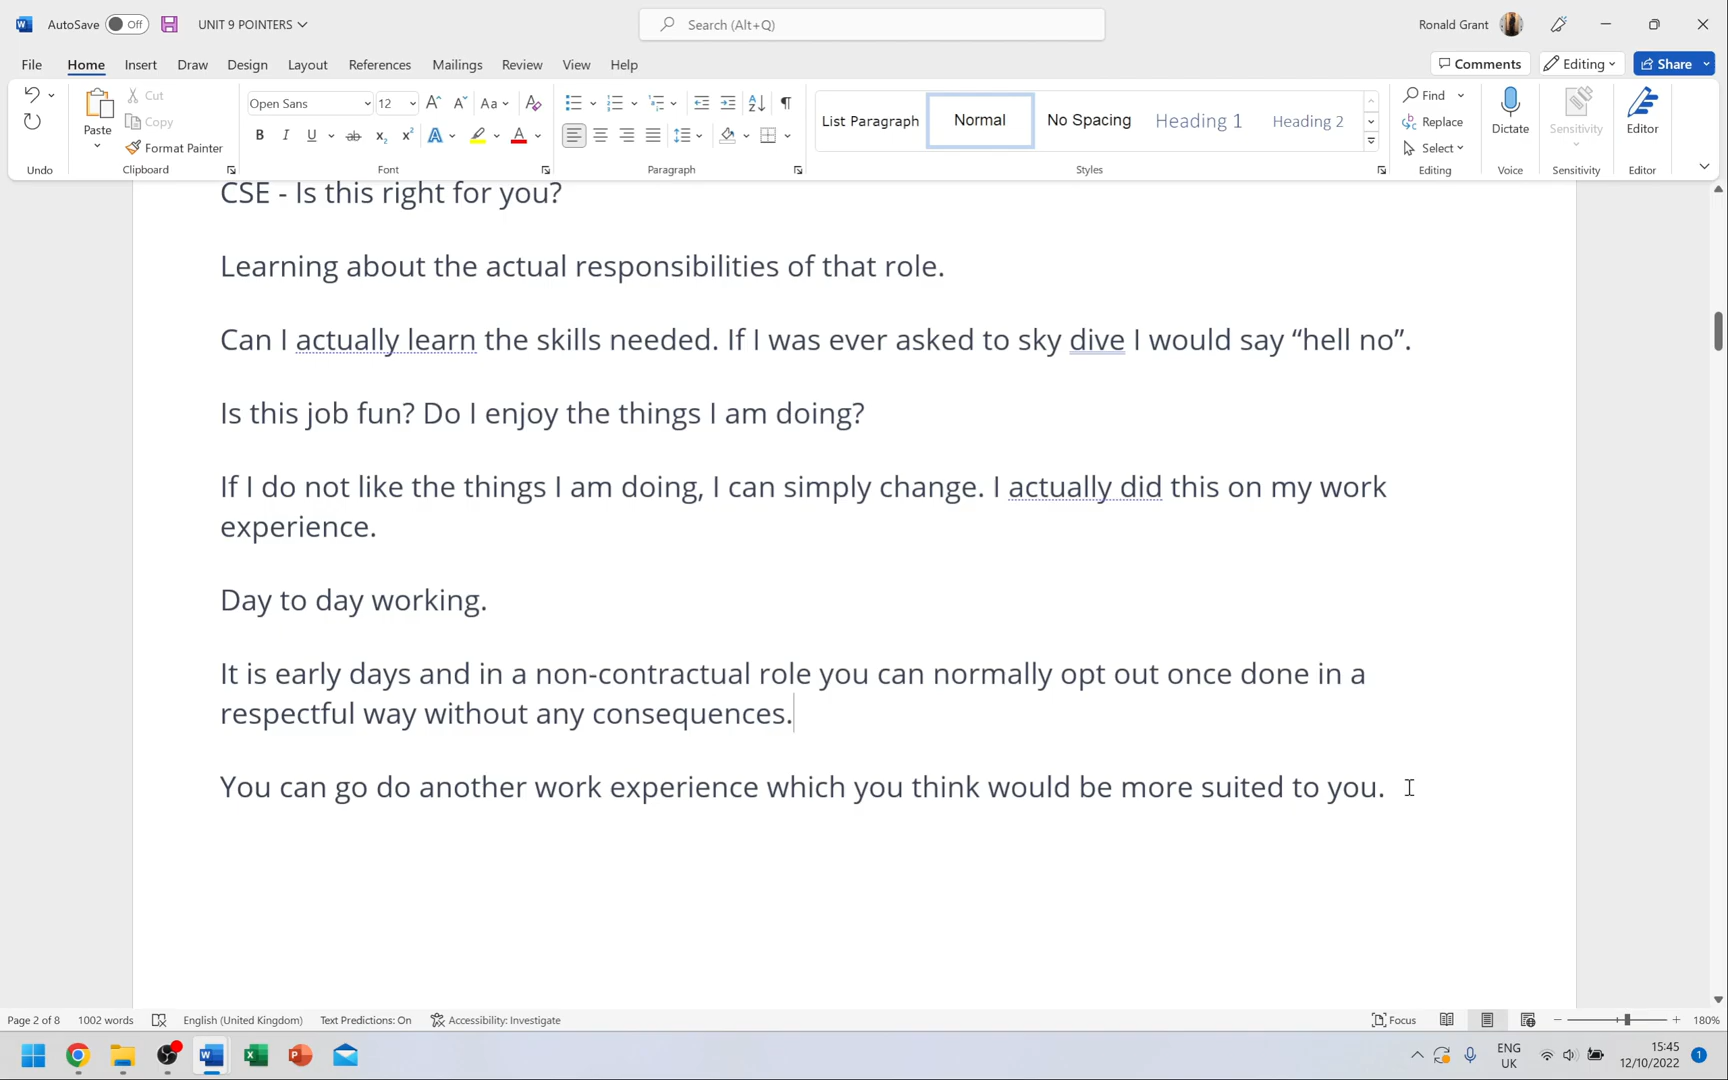 AutoSave Off UNIT 9 POINTERS Search (Alt+Q) Ronald Grant
File Home Insert Draw Design Layout References Mailings Review View Help Comments Editing Share
Paste Cut Copy Format Painter
Open Sans 12 Aa
List Paragraph Normal No Spacing Heading 1 Heading 2
Find Replace Select
Dictate Sensitivity Editor
Undo Clipboard Font Paragraph Styles Editing Voice Sensitivity Editor
CSE - Is this right for you?
Learning about the actual responsibilities of that role.
Can I actually learn the skills needed. If I was ever asked to sky dive I would say “hell no”.
Is this job fun? Do I enjoy the things I am doing?
If I do not like the things I am doing, I can simply change. I actually did this on my work
experience.
Day to day working.
It is early days and in a non-contractual role you can normally opt out once done in a
respectful way without any consequences.
You can go do another work experience which you think would be more suited to you.
Page 2 of 8 1002 words English (United Kingdom) Text Predictions: On Accessibility: Investigate Focus 180%
ENG
UK
15:45
12/10/2022
1